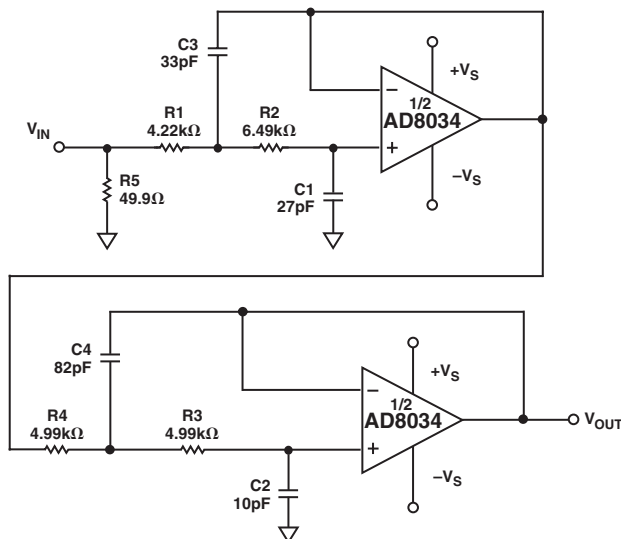 C3
33pF
+VS
1/2
AD8034
−
+
−VS
VIN
R1
4.22kΩ
R2
6.49kΩ
R5
49.9Ω
C1
27pF
C4
82pF
+VS
1/2
AD8034
−
+
−VS
VOUT
R4
4.99kΩ
R3
4.99kΩ
C2
10pF